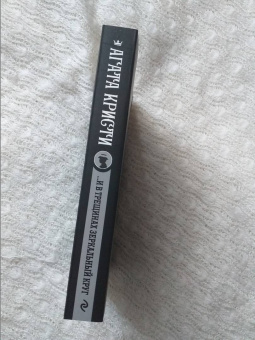 АГАТА КРИСТИ
...И В ТРЕЩИНАХ ЗЕРКАЛЬНЫЙ КРУГ